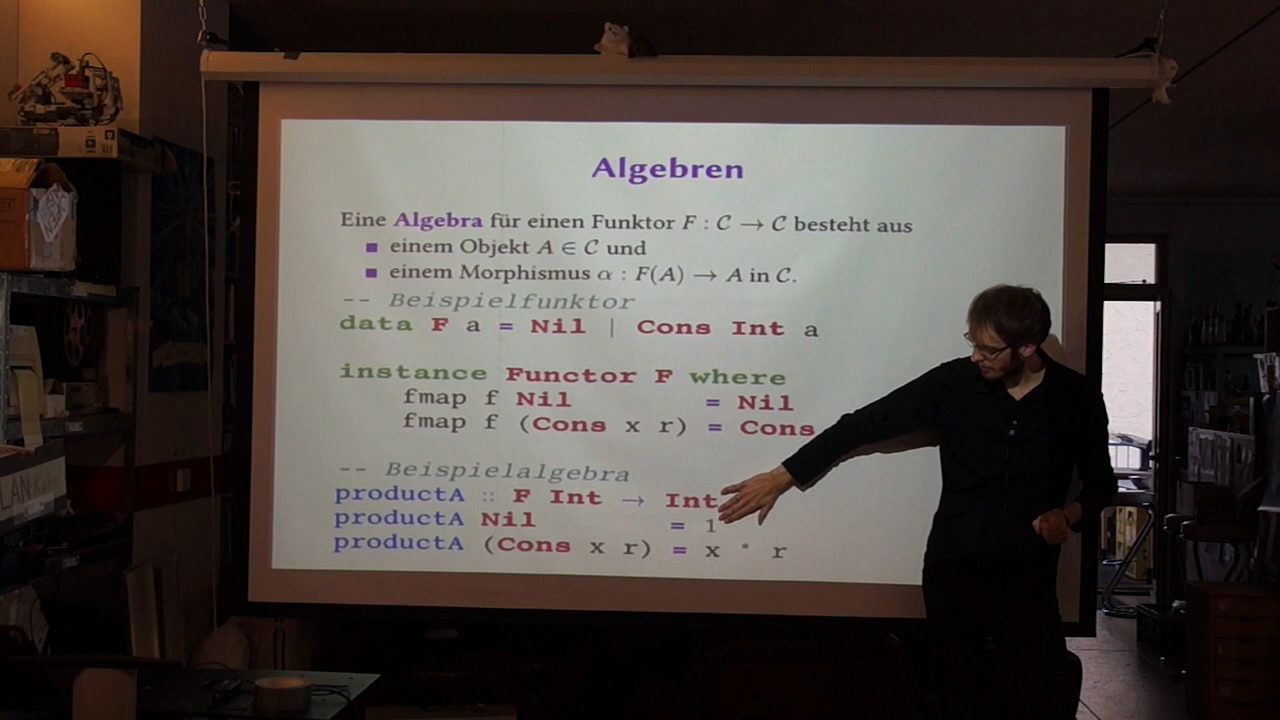 Algebren
Eine Algebra für einen Funktor F : C → C besteht aus
■ einem Objekt A ∈ C und
■ einem Morphismus α : F(A) → A in C.
-- Beispielfunktor
data F a = Nil | Cons Int a
instance Functor F where
fmap f Nil = Nil
fmap f (Cons x r) = Cons
-- Beispielalgebra
productA :: F Int → Int
productA Nil = 1
productA (Cons x r) = x * r
LAN